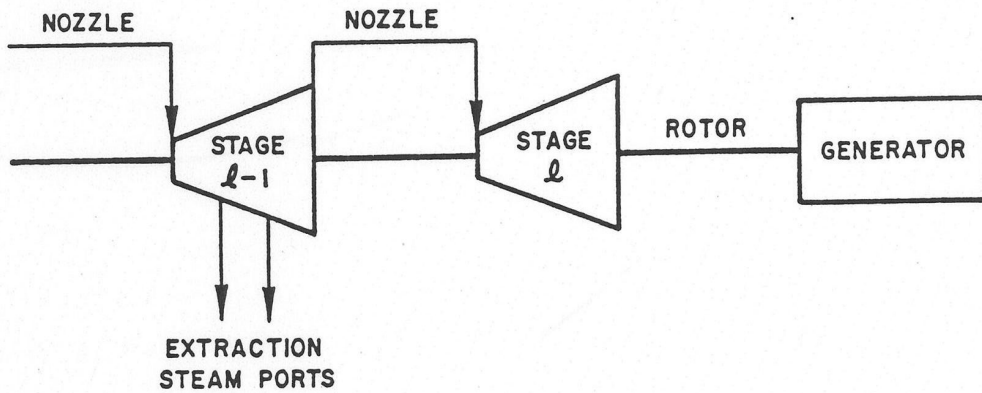 NOZZLE
NOZZLE
STAGE
ℓ-1
STAGE
ℓ
ROTOR
GENERATOR
EXTRACTION
STEAM PORTS